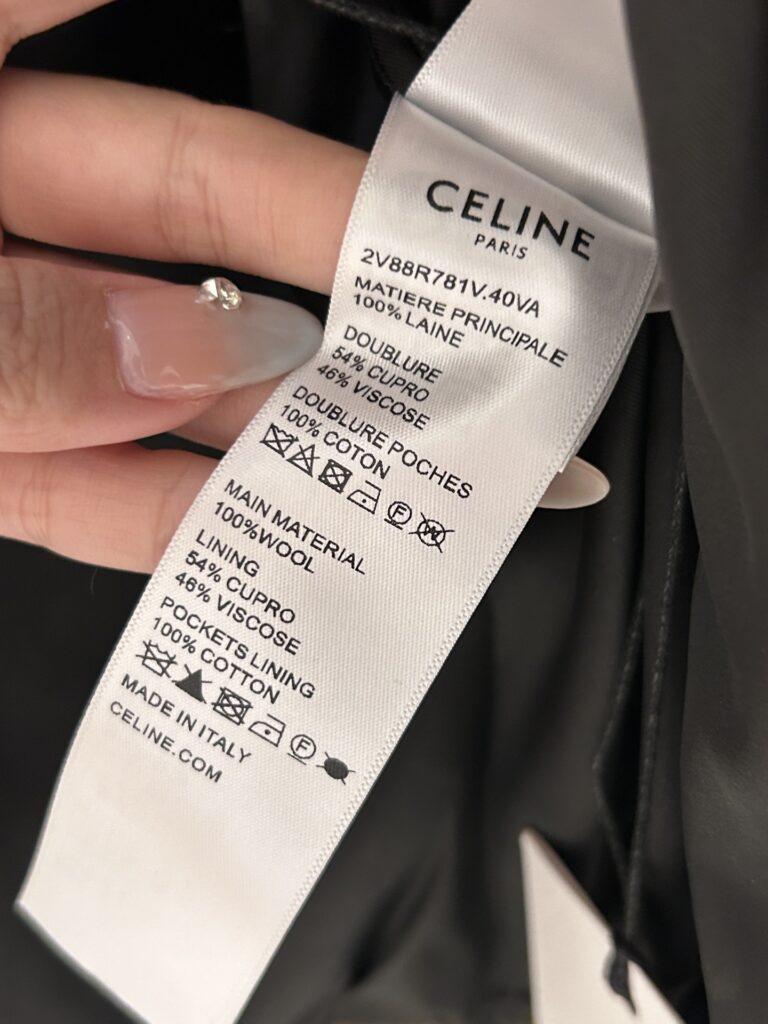 CELINE
PARIS
2V88R781V.40VA
MATIERE PRINCIPALE
100% LAINE
DOUBLURE
54% CUPRO
46% VISCOSE
DOUBLURE POCHES
100% COTON
F W
MAIN MATERIAL
100%WOOL
LINING
54% CUPRO
46% VISCOSE
POCKETS LINING
100% COTTON
F
MADE IN ITALY
CELINE.COM